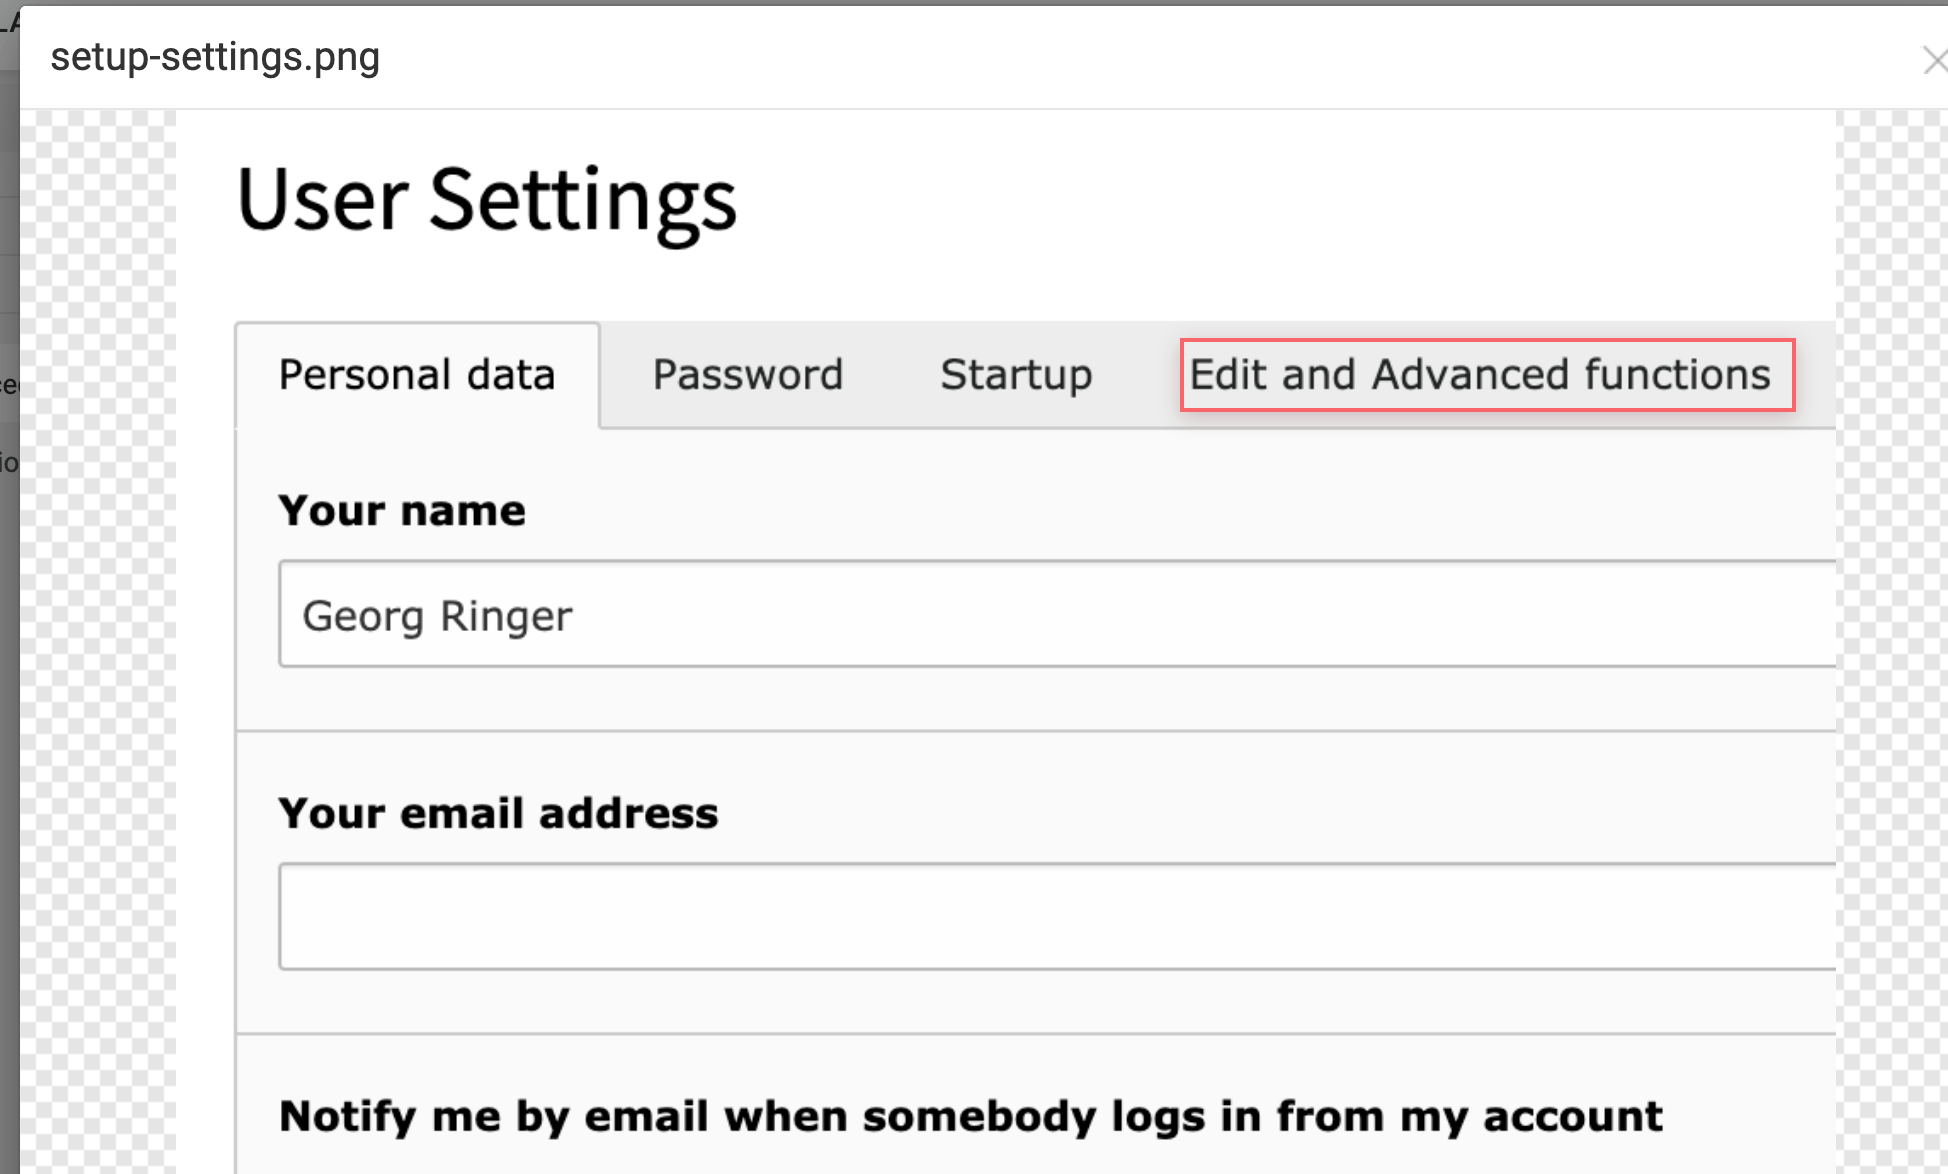 setup-settings.png
User Settings
Personal data Password Startup Edit and Advanced functions
Your name
Georg Ringer
Your email address
Notify me by email when somebody logs in from my account